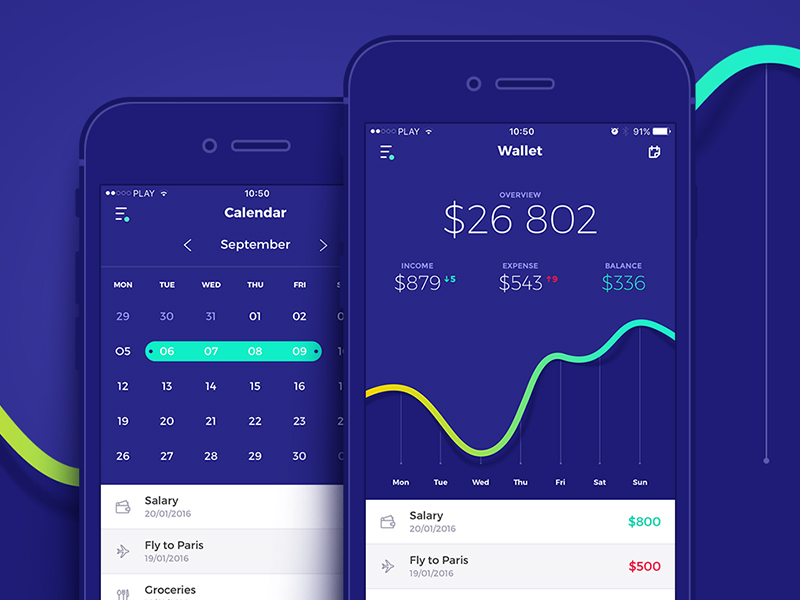 PLAY 10:50
Calendar
September
MON TUE WED THU FRI
29 30 31 01 02
05 06 07 08 09
12 13 14 15 16
19 20 21 22 23
26 27 28 29 30
Salary
20/01/2016
Fly to Paris
19/01/2016
Groceries
PLAY 10:50 91%
Wallet
OVERVIEW
$26 802
INCOME EXPENSE BALANCE
$879 ↓5 $543 ↑9 $336
Mon Tue Wed Thu Fri Sat Sun
Salary $800
20/01/2016
Fly to Paris $500
19/01/2016